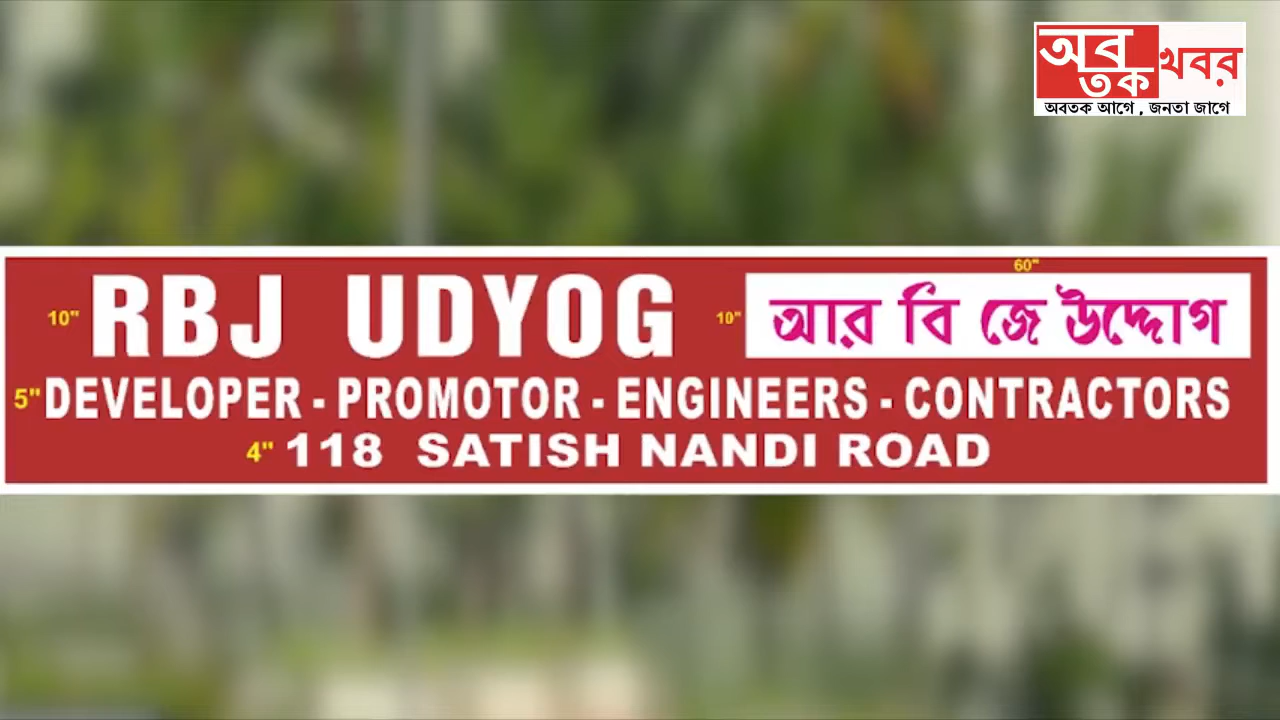 অব
তক খবর
অবতক আগে , জনতা জাগে
60"
10" RBJ UDYOG 10" আর বি জে উদ্দোগ
5" DEVELOPER - PROMOTOR - ENGINEERS - CONTRACTORS
4" 118 SATISH NANDI ROAD